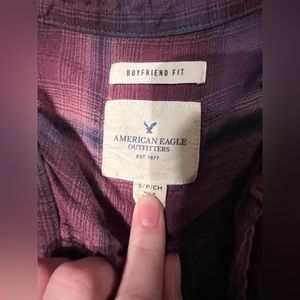 BOYFRIEND FIT
AMERICAN EAGLE
OUTFITTERS
EST. 1977
S/P/CH